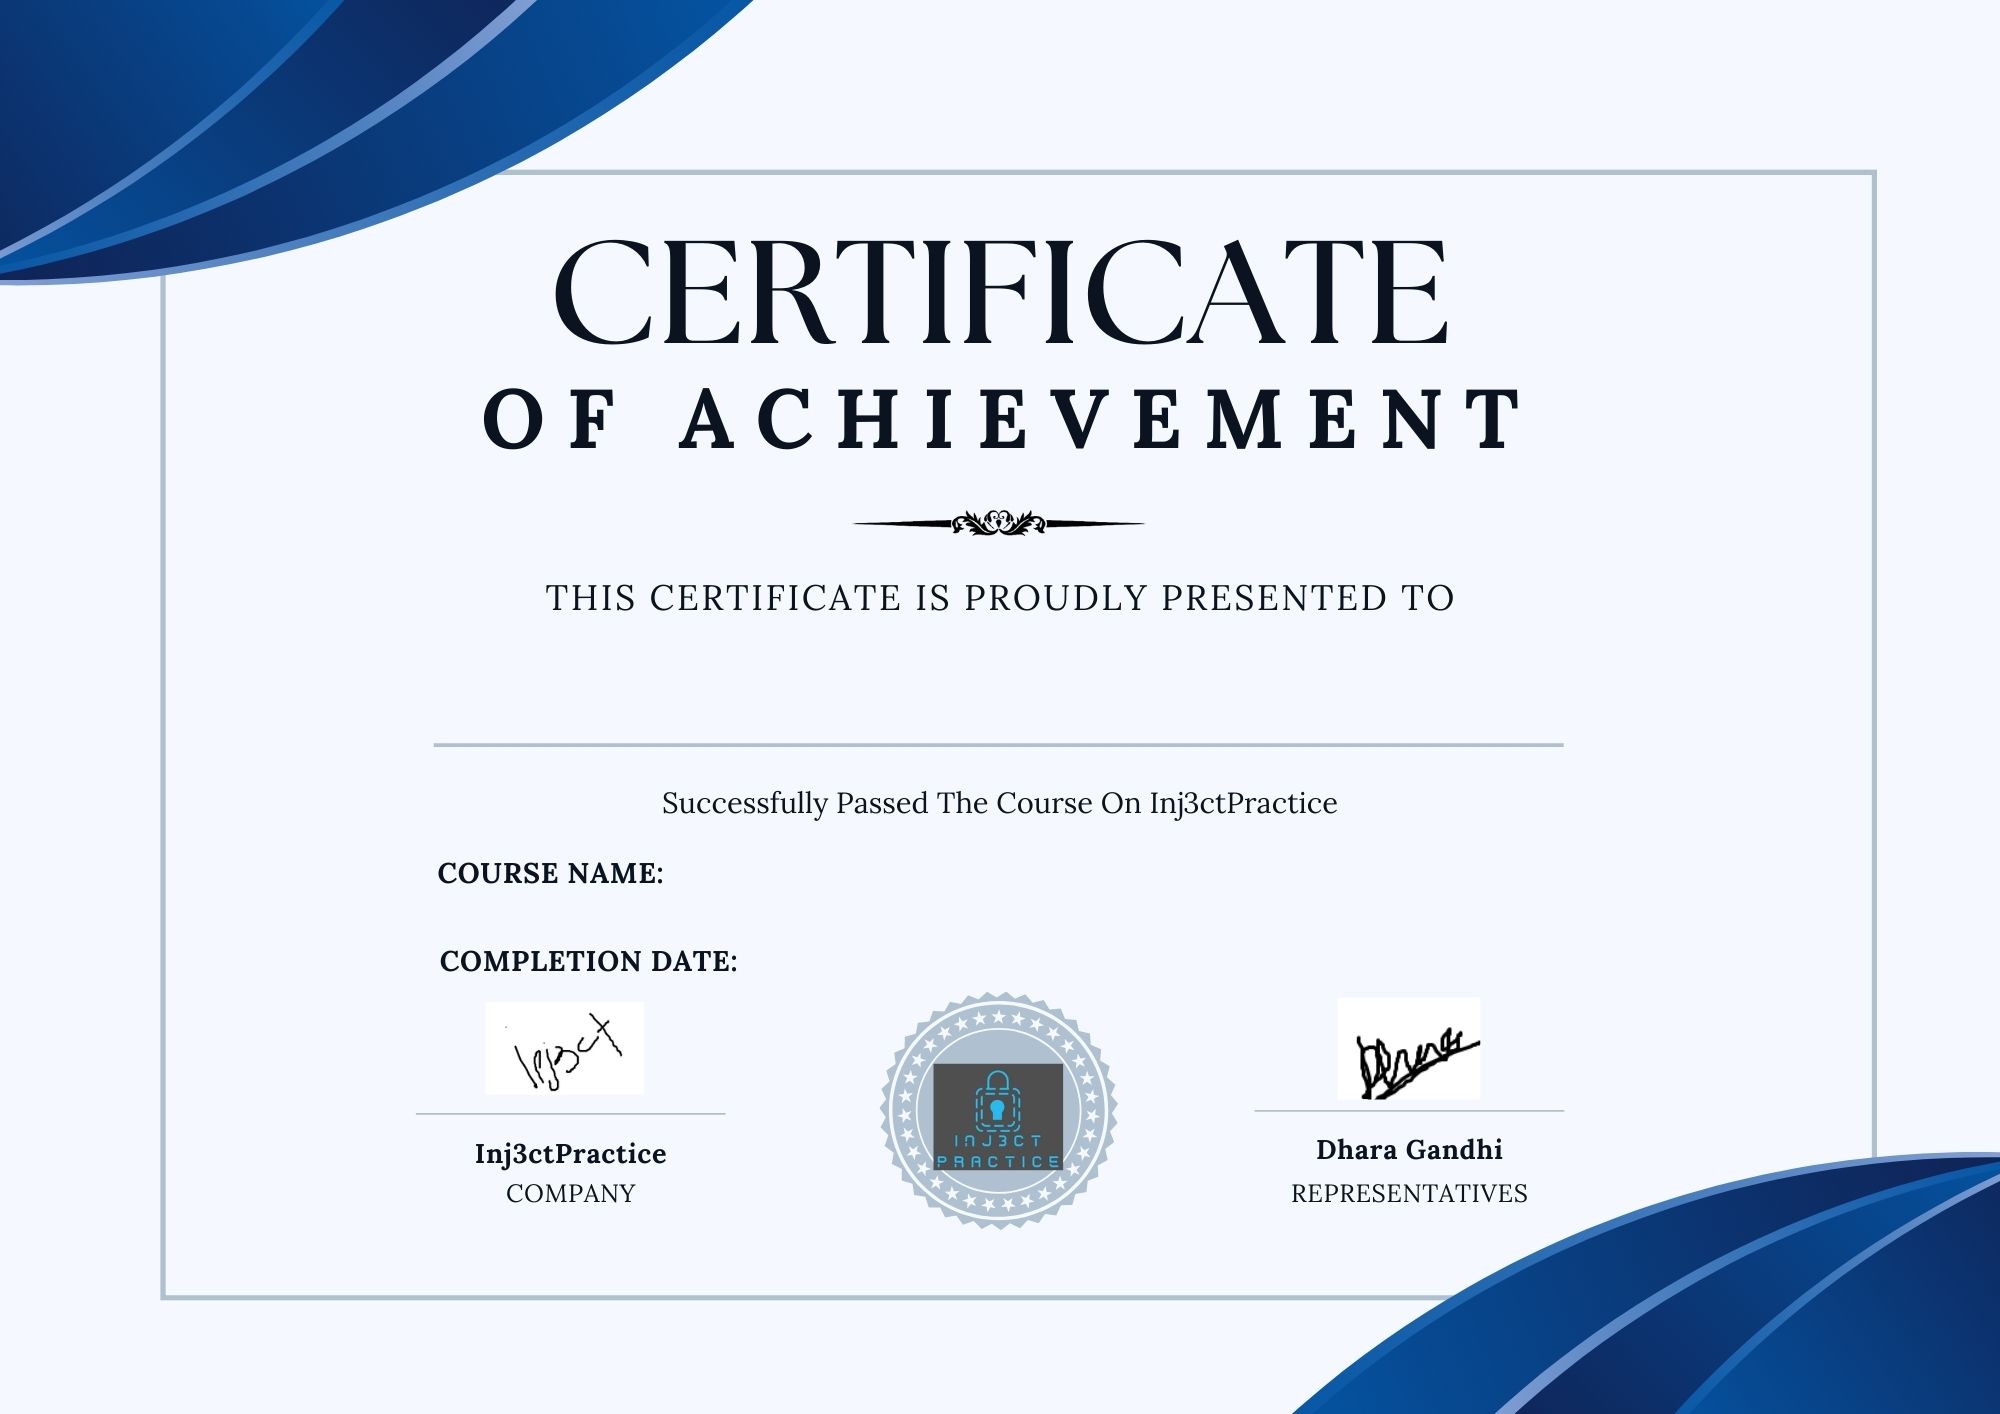 CERTIFICATE
OF ACHIEVEMENT
THIS CERTIFICATE IS PROUDLY PRESENTED TO
Successfully Passed The Course On Inj3ctPractice
COURSE NAME:
COMPLETION DATE:
Inj3ct
Dhara
INJ3CT
PRACTICE
Inj3ctPractice
COMPANY
Dhara Gandhi
REPRESENTATIVES